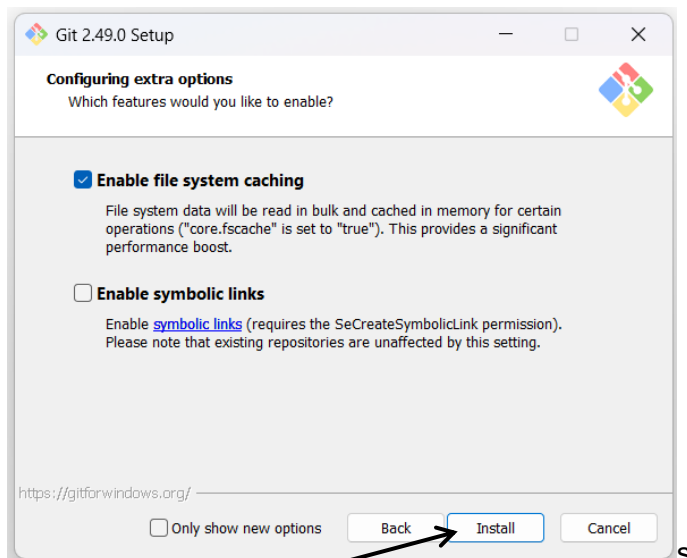 Git 2.49.0 Setup
Configuring extra options
Which features would you like to enable?
Enable file system caching
File system data will be read in bulk and cached in memory for certain
operations ("core.fscache" is set to "true"). This provides a significant
performance boost.
Enable symbolic links
Enable symbolic links (requires the SeCreateSymbolicLink permission).
Please note that existing repositories are unaffected by this setting.
https://gitforwindows.org/
Only show new options Back Install Cancel
s